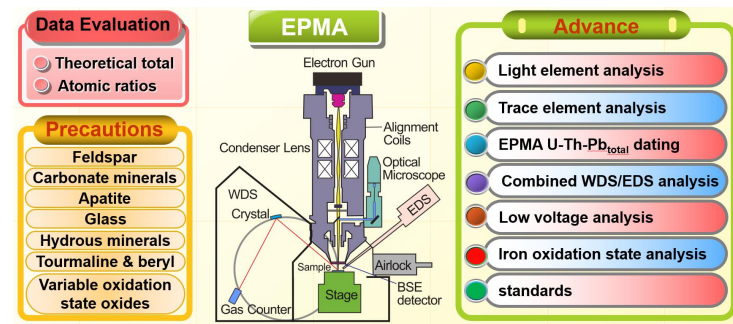 Data Evaluation
Theoretical total
Atomic ratios
Precautions
Feldspar
Carbonate minerals
Apatite
Glass
Hydrous minerals
Tourmaline & beryl
Variable oxidation
state oxides
EPMA
Electron Gun
Alignment
Coils
Condenser Lens
Optical
Microscope
WDS
Crystal
EDS
Sample
Airlock
Stage
BSE
detector
Gas Counter
Advance
Light element analysis
Trace element analysis
EPMA U-Th-Pbtotal dating
Combined WDS/EDS analysis
Low voltage analysis
Iron oxidation state analysis
standards